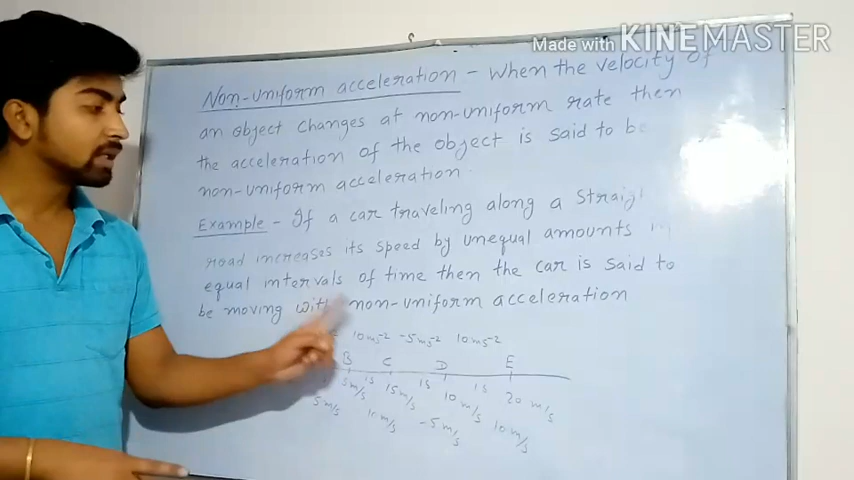 Made with KINEMASTER
Non-uniform acceleration - When the velocity of
an object changes at non-uniform rate then
the acceleration of the object is said to be
non-uniform acceleration.
Example - If a car traveling along a Straig
road increases its speed by unequal amounts in
equal intervals of time then the car is said to
be moving with non-uniform acceleration
10ms-2 -5ms-2 10ms-2
B C D E
5m/s 1s 15m/s 1s 10m/s 1s 20 m/s
5m/s 10m/s -5m/s 10m/s